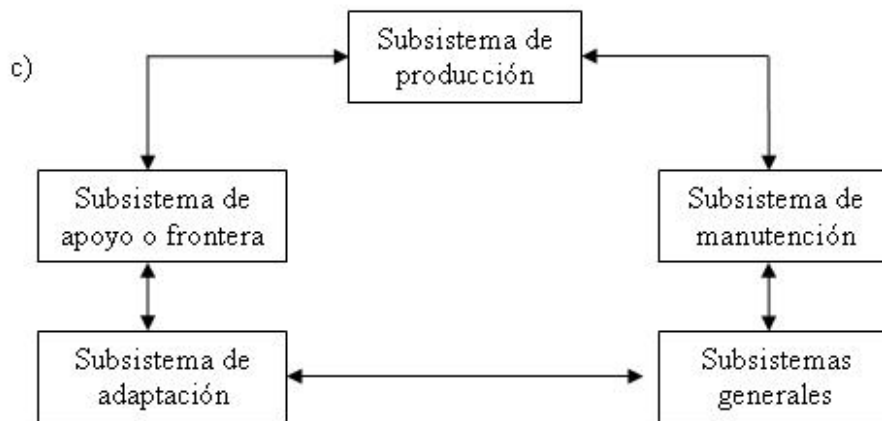 c)
Subsistema de
producción
Subsistema de
apoyo o frontera
Subsistema de
manutención
Subsistema de
adaptación
Subsistemas
generales